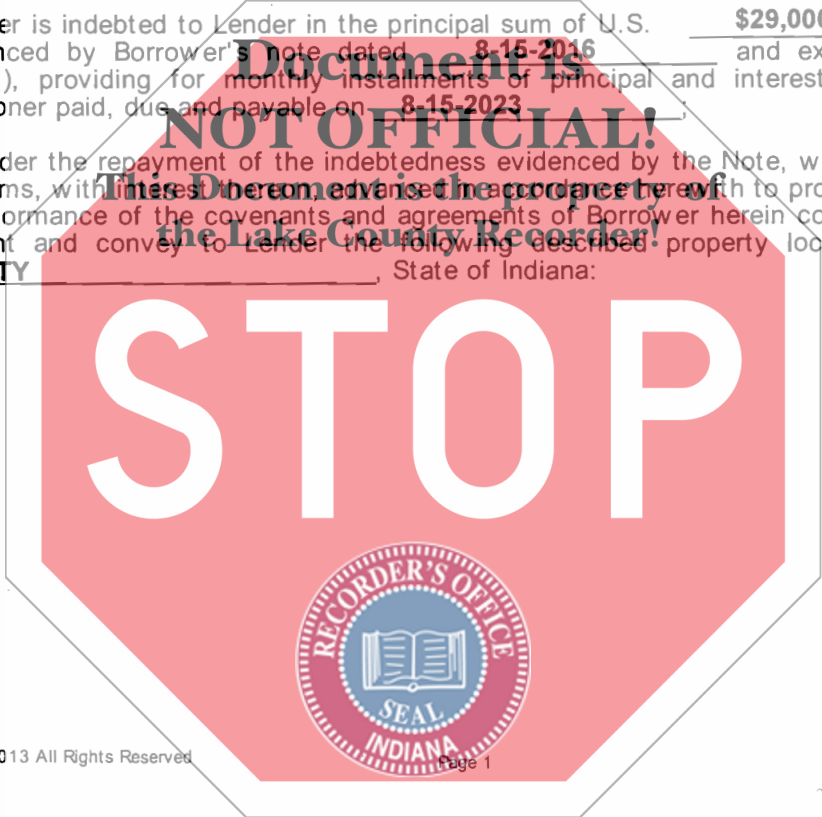 er is indebted to Lender in the principal sum of U.S. $29,000
nced by Borrower's note dated 8-15-2016 and ex
), providing for monthly installments of principal and interest
oner paid, due and payable on 8-15-2023 ;
Document is
NOT OFFICIAL!
This Document is the property of
the Lake County Recorder!
der the repayment of the indebtedness evidenced by the Note, w
ms, with interest thereon, advanced in accordance herewith to pro
ormance of the covenants and agreements of Borrower herein co
nt and convey to Lender the following described property loc
TY , State of Indiana:
STOP
RECORDER'S OFFICE
SEAL
INDIANA
013 All Rights Reserved
Page 1